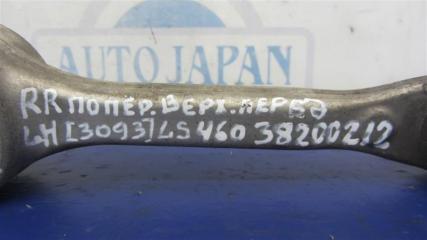 AUTO JAPAN
RR ПОПЕР. ВЕРХ. ПЕРЕД
LH [3093] LS 460 38200212